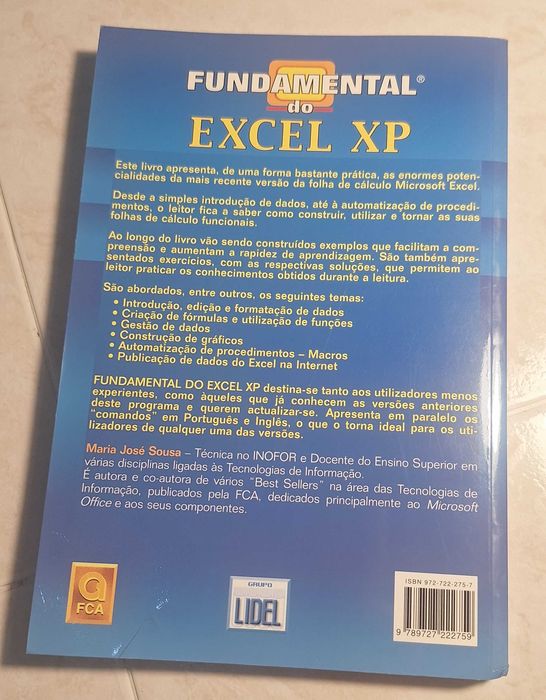 FUNDAMENTAL®
do
EXCEL XP
Este livro apresenta, de uma forma bastante prática, as enormes poten-
cialidades da mais recente versão da folha de cálculo Microsoft Excel.
Desde a simples introdução de dados, até à automatização de procedi-
mentos, o leitor fica a saber como construir, utilizar e tornar as suas
folhas de cálculo funcionais.
Ao longo do livro vão sendo construídos exemplos que facilitam a com-
preensão e aumentam a rapidez de aprendizagem. São também apre-
sentados exercícios, com as respectivas soluções, que permitem ao
leitor praticar os conhecimentos obtidos durante a leitura.
São abordados, entre outros, os seguintes temas:
• Introdução, edição e formatação de dados
• Criação de fórmulas e utilização de funções
• Gestão de dados
• Construção de gráficos
• Automatização de procedimentos – Macros
• Publicação de dados do Excel na Internet
FUNDAMENTAL DO EXCEL XP destina-se tanto aos utilizadores menos
experientes, como àqueles que já conhecem as versões anteriores
deste programa e querem actualizar-se. Apresenta em paralelo os
"comandos" em Português e Inglês, o que o torna ideal para os uti-
lizadores de qualquer uma das versões.
Maria José Sousa – Técnica no INOFOR e Docente do Ensino Superior em
várias disciplinas ligadas às Tecnologias de Informação.
É autora e co-autora de vários "Best Sellers" na área das Tecnologias de
Informação, publicados pela FCA, dedicados principalmente ao Microsoft
Office e aos seus componentes.
FCA
GRUPO
LIDEL
ISBN 972-722-275-7
9 789727 222759